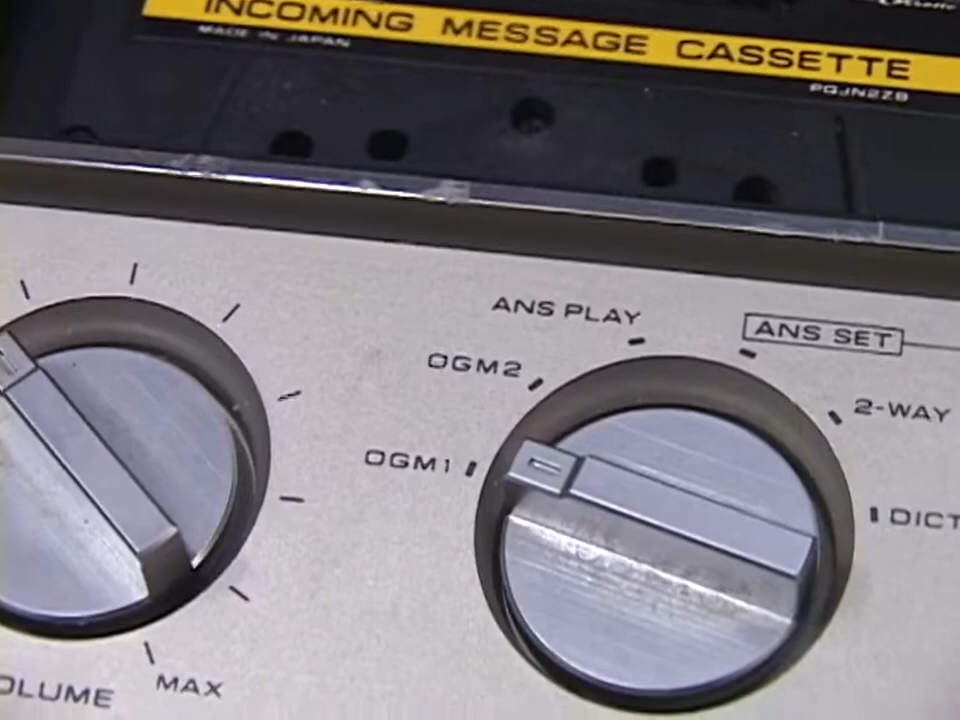 INCOMING MESSAGE CASSETTE
MADE IN JAPAN
PQJN2ZB
ANS PLAY
ANS SET
OGM2
2-WAY
OGM1
DICT
OLUME
MAX